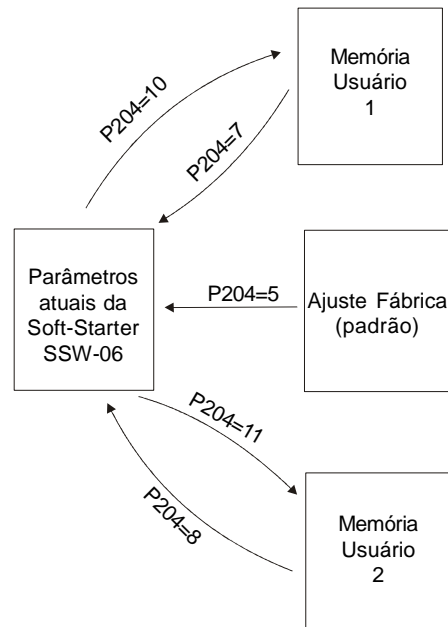 P204=10
Memória
Usuário
1
P204=7
Parâmetros
atuais da
Soft-Starter
SSW-06
P204=5
Ajuste Fábrica
(padrão)
P204=11
P204=8
Memória
Usuário
2